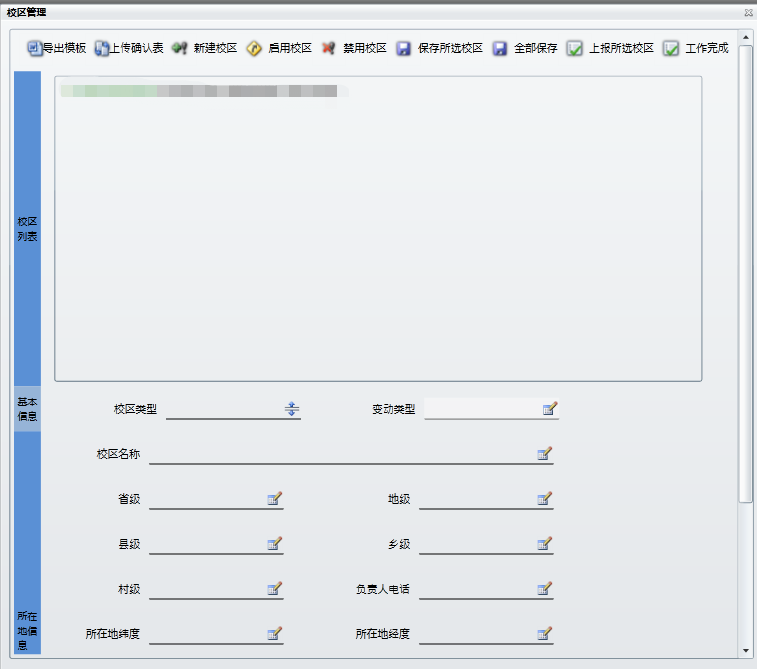 校区管理
导出模板 上传确认表 新建校区 启用校区 禁用校区 保存所选校区 全部保存 上报所选校区 工作完成
校区
列表
基本
信息
校区类型 变动类型
校区名称
省级 地级
县级 乡级
村级 负责人电话
所在地纬度 所在地经度
所在
地信
息